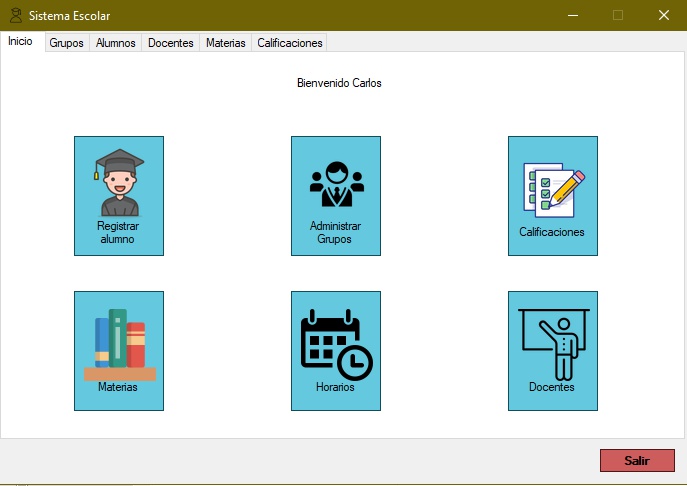 Sistema Escolar
Inicio Grupos Alumnos Docentes Materias Calificaciones
Bienvenido Carlos
Registrar
alumno
Administrar
Grupos
Calificaciones
Materias
Horarios
Docentes
Salir